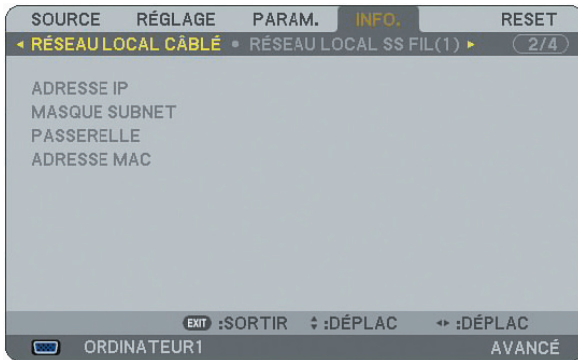 SOURCE RÉGLAGE PARAM. INFO. RESET
RÉSEAU LOCAL CÂBLÉ • RÉSEAU LOCAL SS FIL(1) 2/4
ADRESSE IP
MASQUE SUBNET
PASSERELLE
ADRESSE MAC
EXIT :SORTIR :DÉPLAC :DÉPLAC
ORDINATEUR1 AVANCÉ